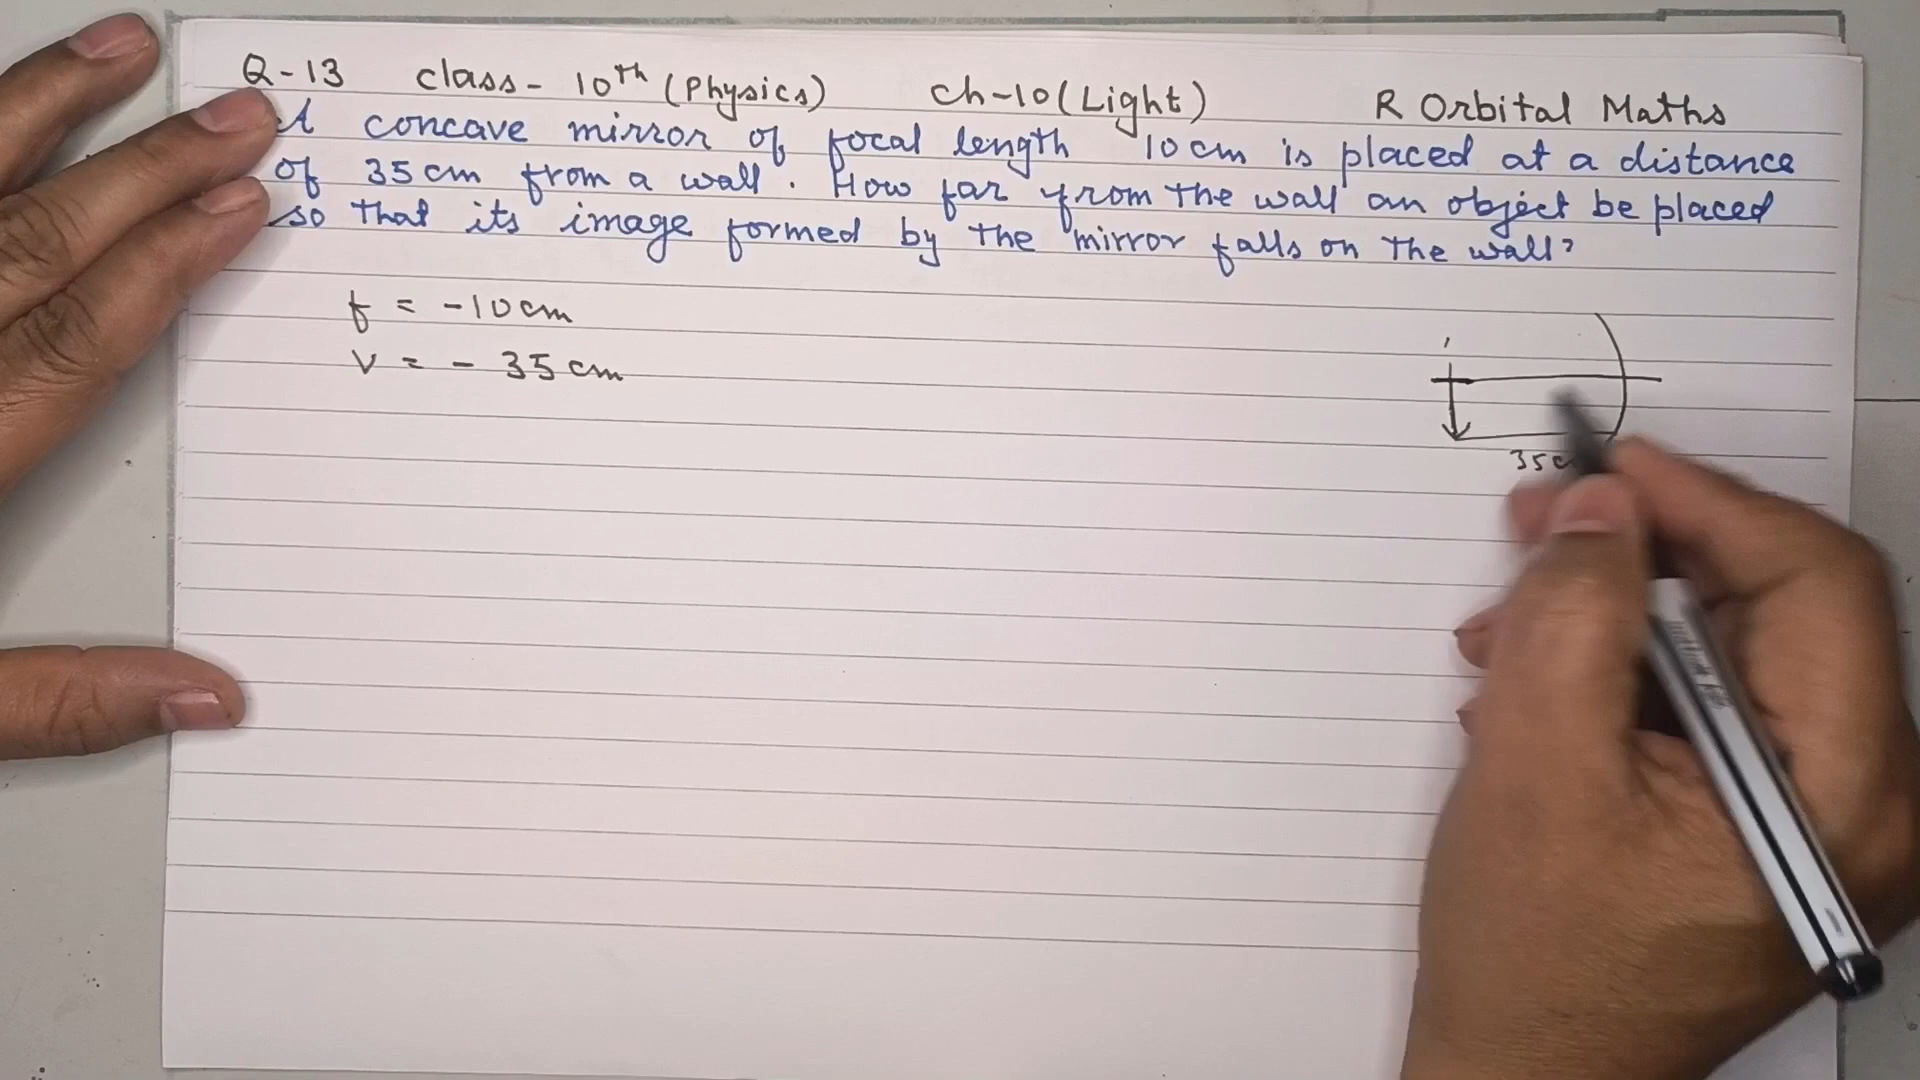 Q-13 class- 10th (Physics) ch-10 (Light) R Orbital Maths
A concave mirror of focal length 10 cm is placed at a distance
of 35 cm from a wall. How far from the wall an object be placed
so that its image formed by the mirror falls on the wall?
f = -10 cm
v = - 35 cm